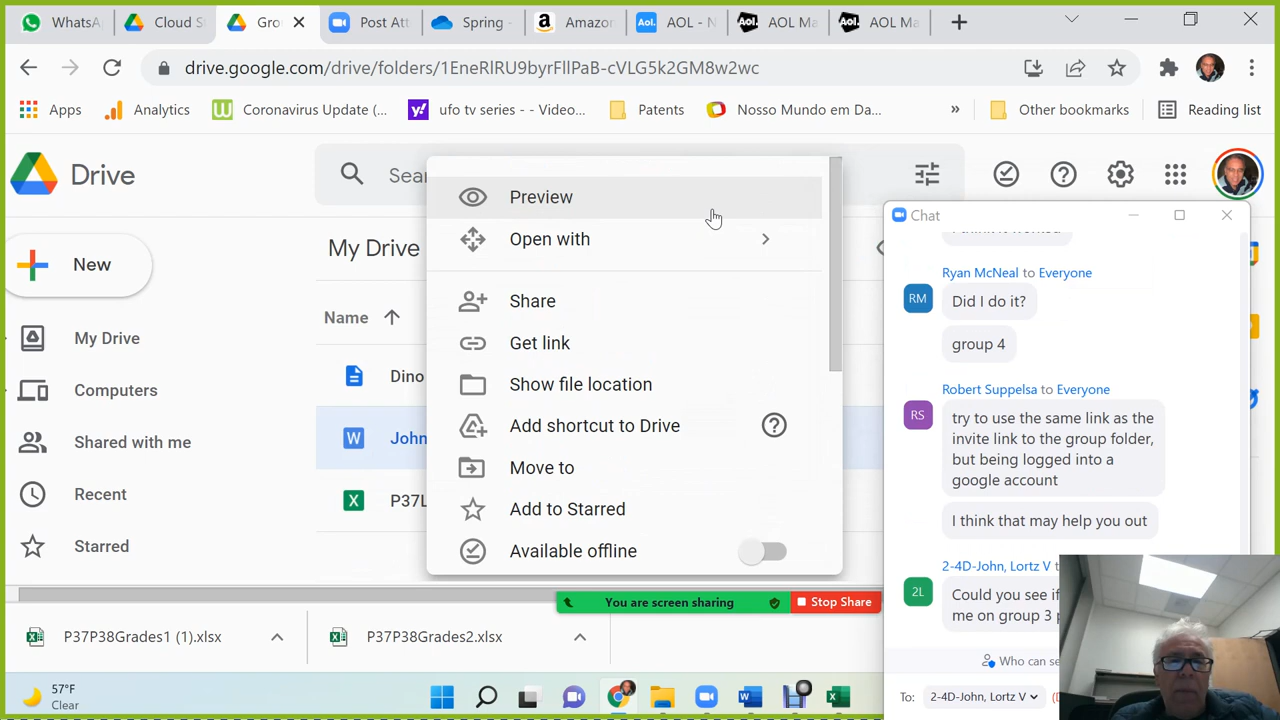 WhatsA
Cloud S
Gro
Post Att
Spring -
Amazor
AOL - N
AOL Ma
AOL Ma
drive.google.com/drive/folders/1EneRlRU9byrFllPaB-cVLG5k2GM8w2wc
Apps
Analytics
Coronavirus Update (...
ufo tv series - - Video...
Patents
Nosso Mundo em Da...
»
Other bookmarks
Reading list
Drive
Sear
New
My Drive
Computers
Shared with me
Recent
Starred
My Drive
Name
Dino
John
P37L
Preview
Open with
Share
Get link
Show file location
Add shortcut to Drive
Move to
Add to Starred
Available offline
Chat
Ryan McNeal to Everyone
RM
Did I do it?
group 4
Robert Suppelsa to Everyone
RS
try to use the same link as the
invite link to the group folder,
but being logged into a
google account
I think that may help you out
2-4D-John, Lortz V t
2L
Could you see if
me on group 3 p
Who can se
To: 2-4D-John, Lortz V
You are screen sharing
Stop Share
P37P38Grades1 (1).xlsx
P37P38Grades2.xlsx
57°F
Clear